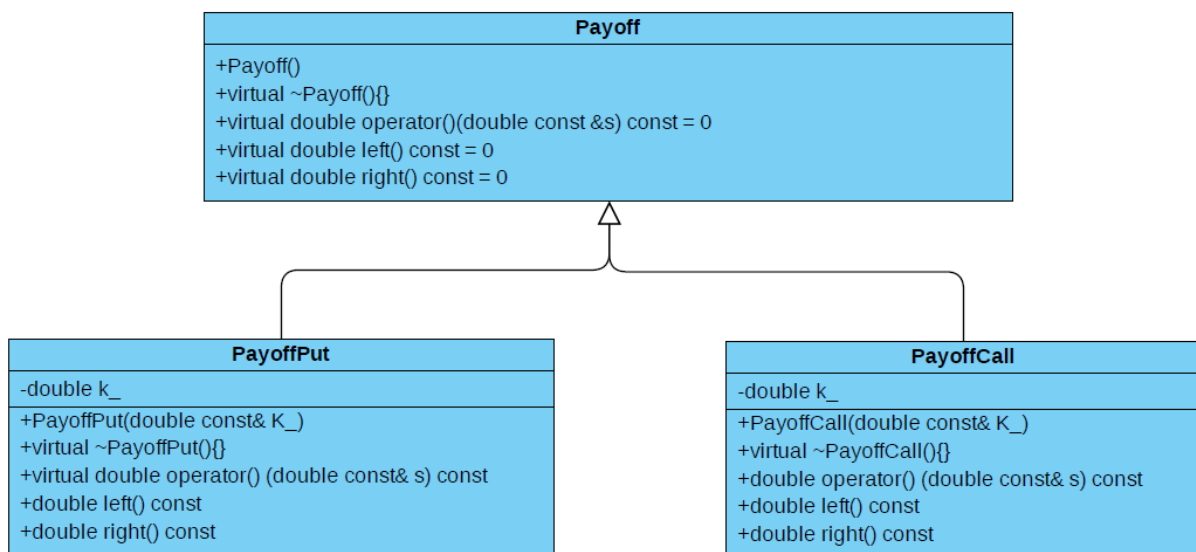 Payoff
+Payoff()
+virtual ~Payoff(){}
+virtual double operator()(double const &s) const = 0
+virtual double left() const = 0
+virtual double right() const = 0
PayoffPut
-double k_
+PayoffPut(double const& K_)
+virtual ~PayoffPut(){}
+virtual double operator() (double const& s) const
+double left() const
+double right() const
PayoffCall
-double k_
+PayoffCall(double const& K_)
+virtual ~PayoffCall(){}
+double operator() (double const& s) const
+double left() const
+double right() const